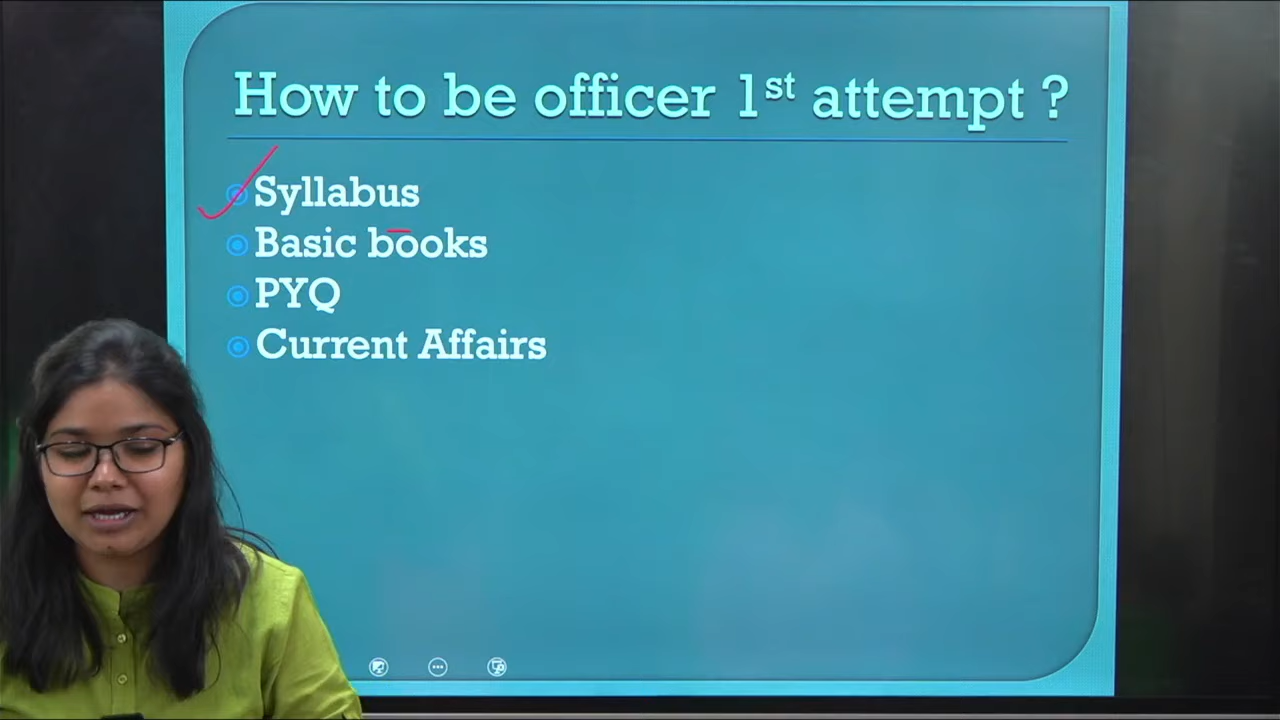 How to be officer 1st attempt ?
Syllabus
Basic books
PYQ
Current Affairs